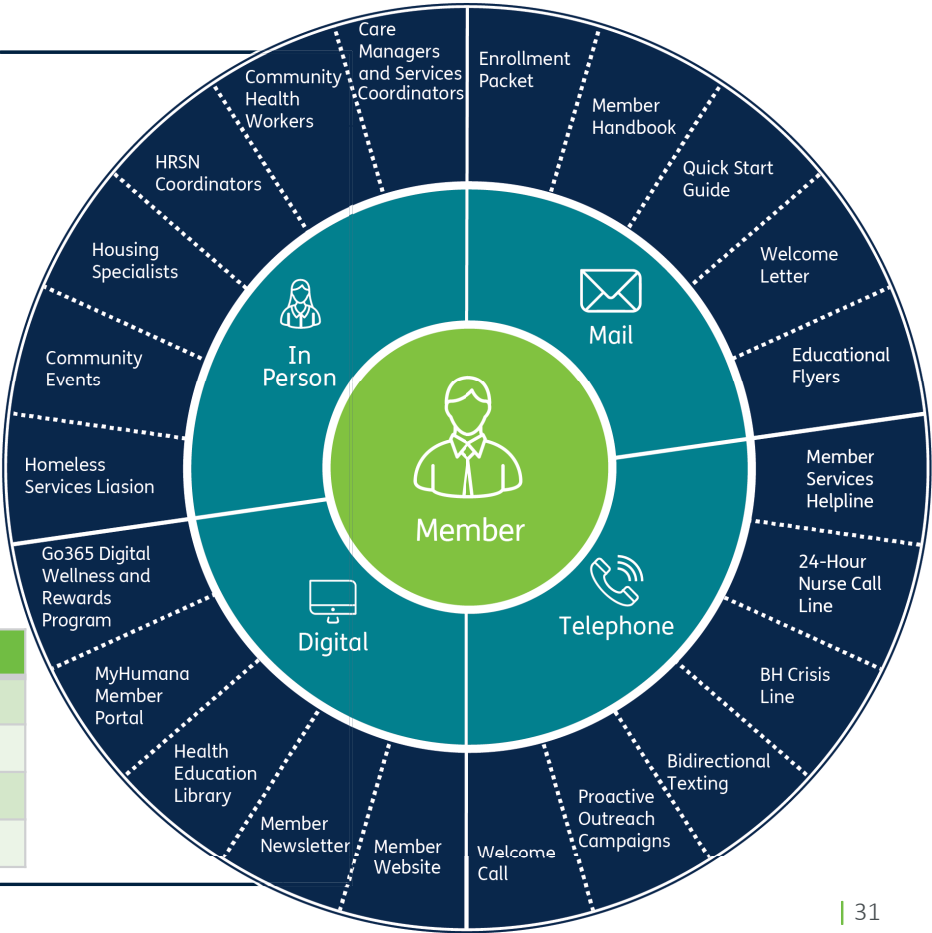 Care
Managers
and Services
Coordinators
Enrollment
Packet
Member
Handbook
Quick Start
Guide
Welcome
Letter
Educational
Flyers
Member
Services
Helpline
24-Hour
Nurse Call
Line
BH Crisis
Line
Bidirectional
Texting
Proactive
Outreach
Campaigns
Welcome
Call
Member
Website
Member
Newsletter
Health
Education
Library
MyHumana
Member
Portal
Go365 Digital
Wellness and
Rewards
Program
Homeless
Services Liasion
Community
Events
Housing
Specialists
HRSN
Coordinators
Community
Health
Workers
In
Person
Mail
Telephone
Digital
Member
| 31